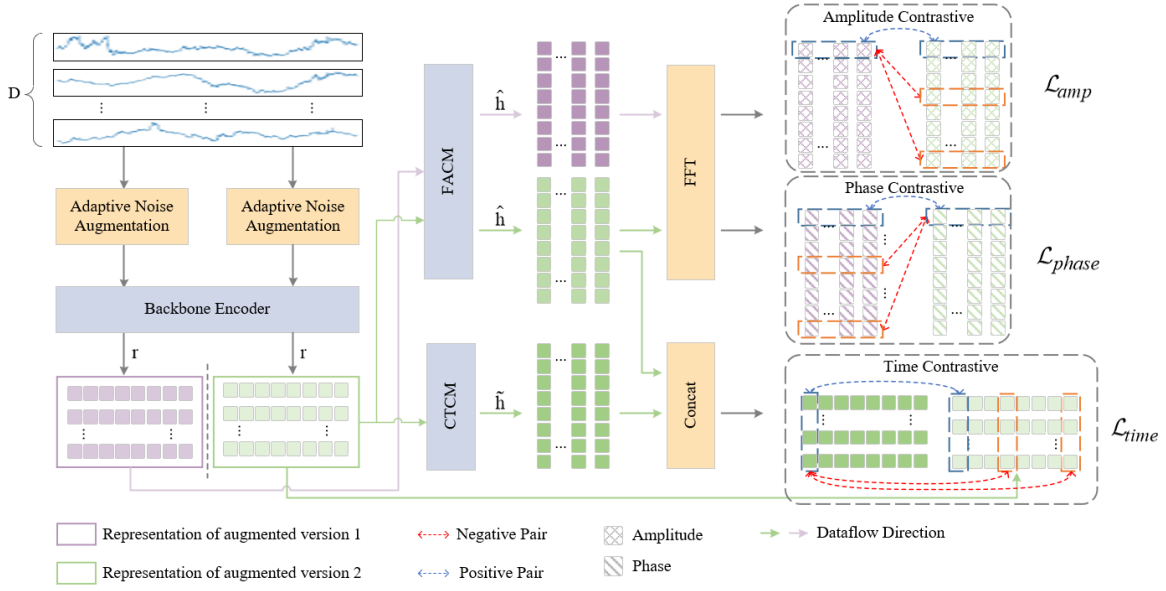 D
⋮
⋮
Adaptive Noise
Augmentation
Adaptive Noise
Augmentation
Backbone Encoder
r
r
⋮
⋮
⋮
⋮
FACM
CTCM
ĥ
ĥ
h̃
...
...
...
...
...
...
FFT
Concat
Amplitude Contrastive
...
...
...
...
ℒamp
Phase Contrastive
...
...
⋮
⋮
...
...
ℒphase
Time Contrastive
⋮
⋮
ℒtime
Representation of augmented version 1
Negative Pair
Amplitude
Dataflow Direction
Representation of augmented version 2
Positive Pair
Phase